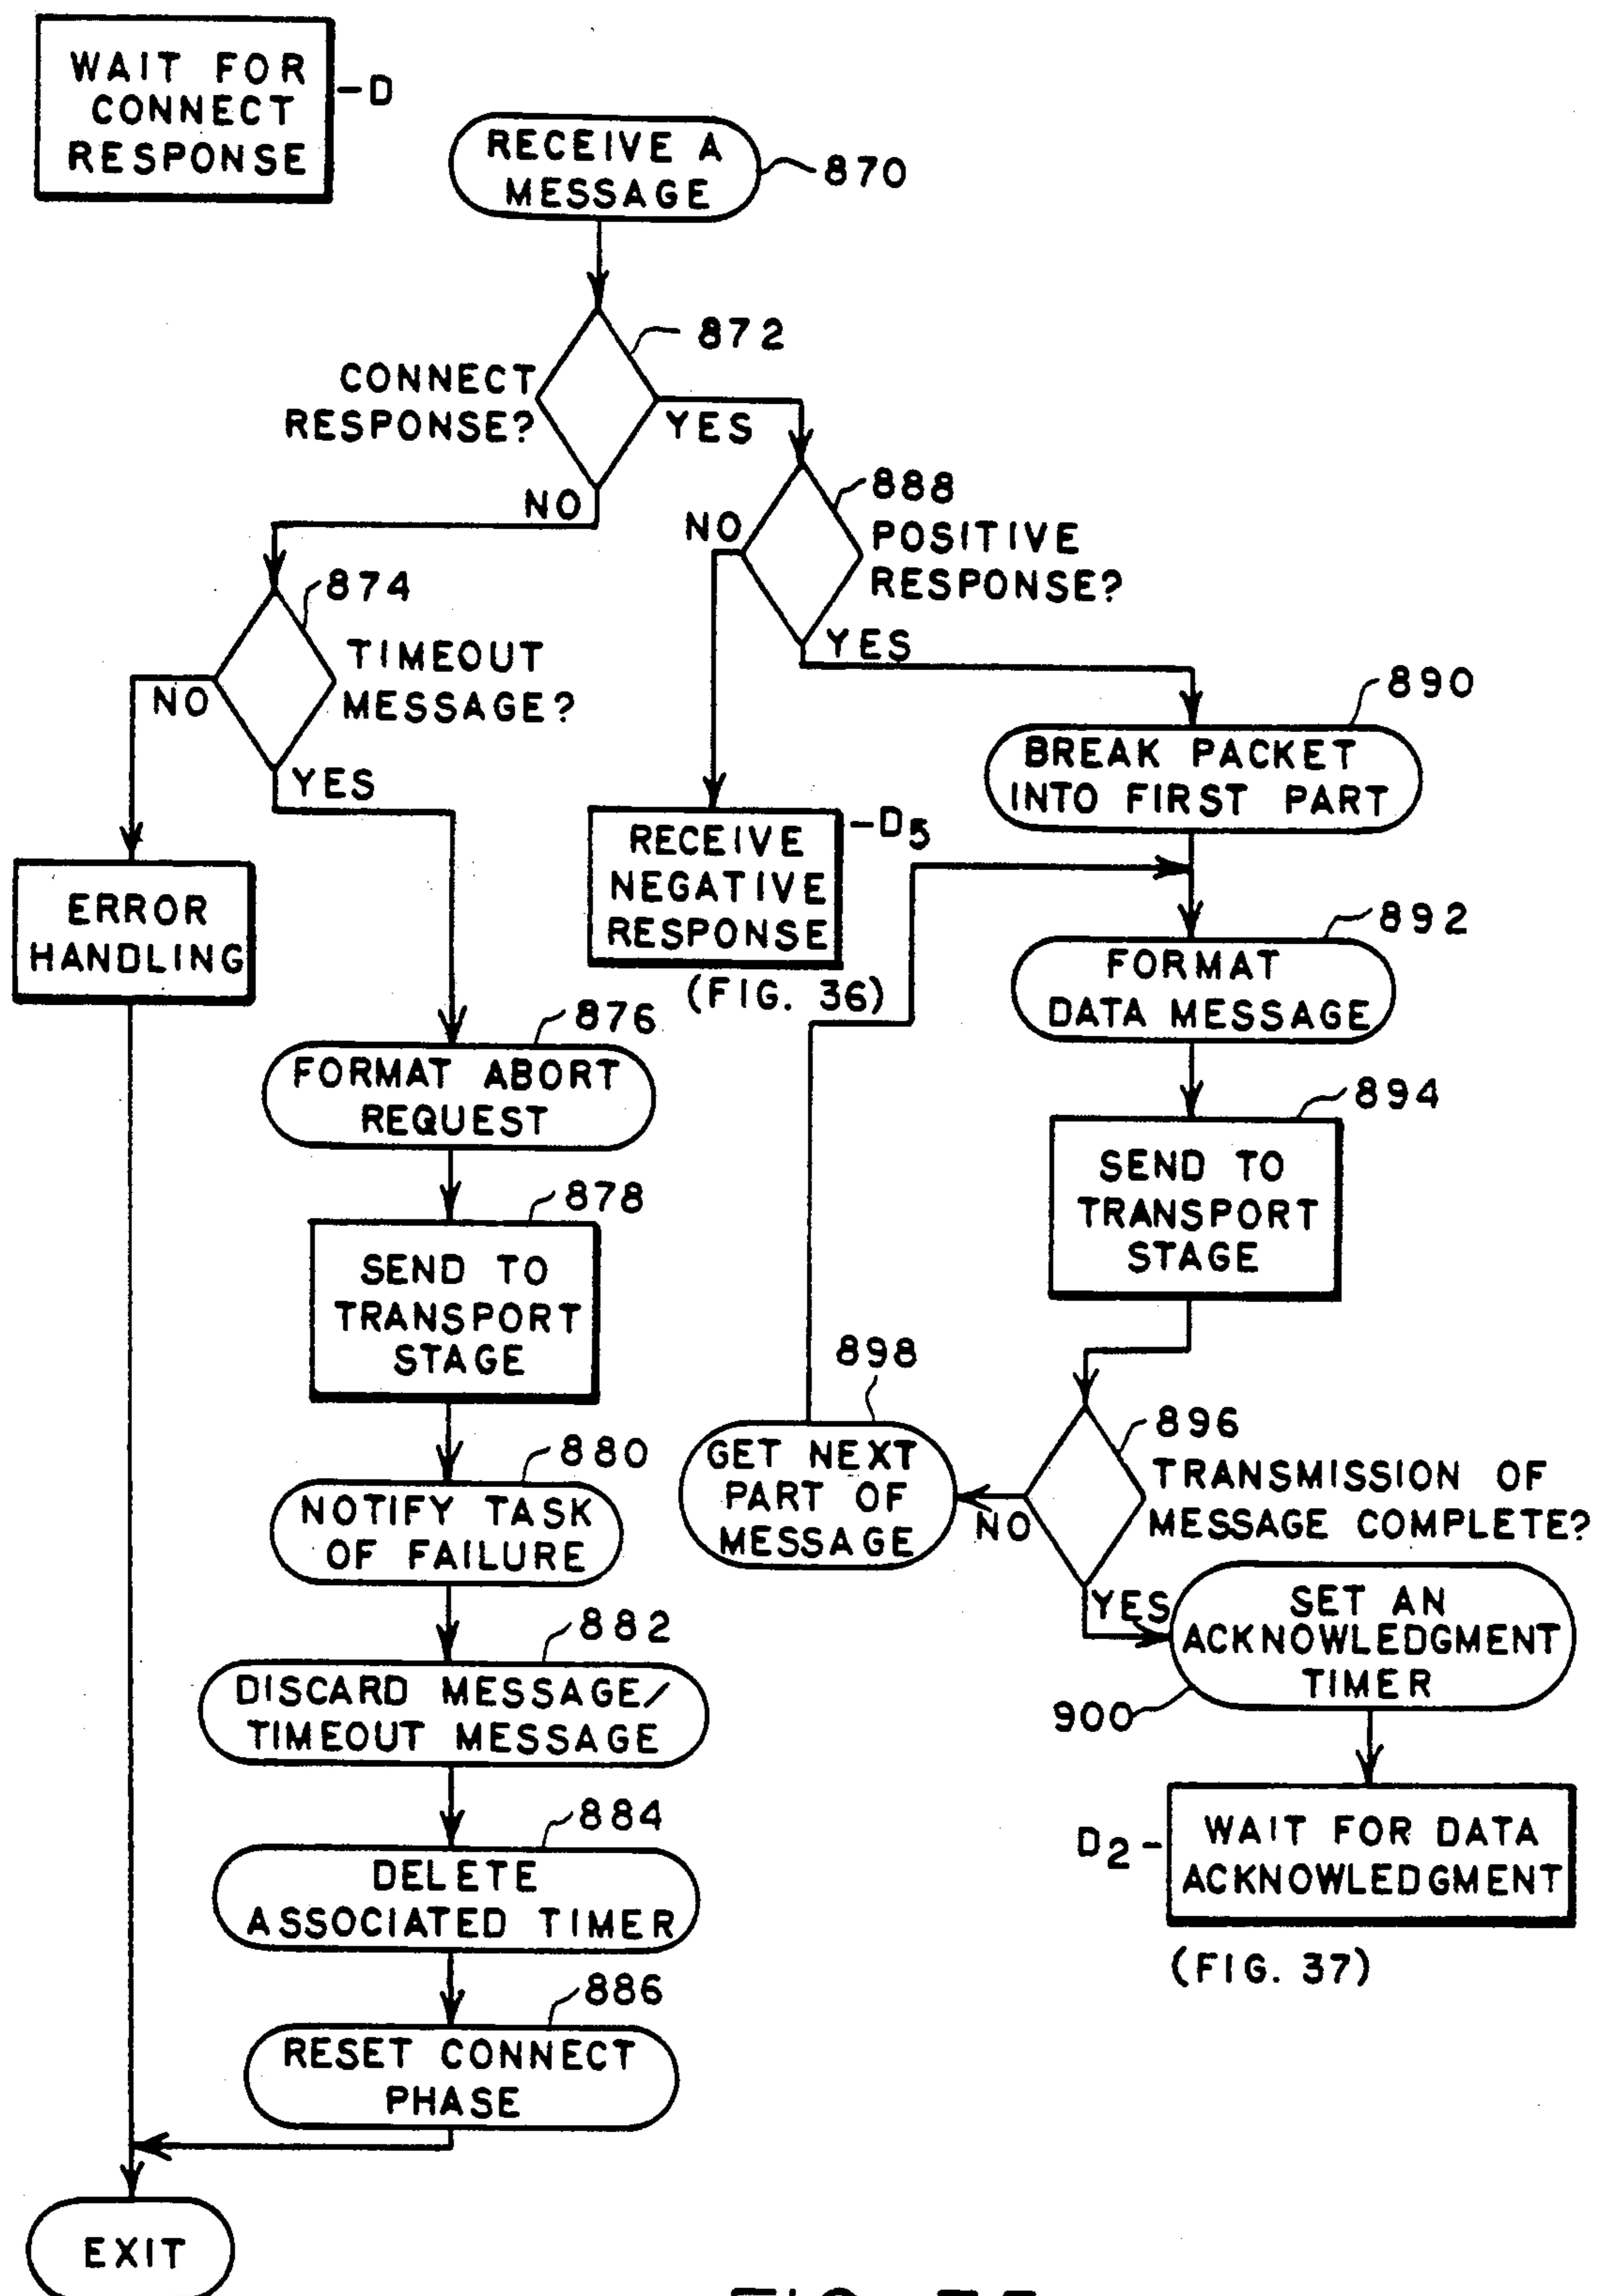 WAIT FOR
CONNECT
RESPONSE
-D
RECEIVE A
MESSAGE
870
872
CONNECT
RESPONSE?
YES
NO
888
POSITIVE
RESPONSE?
NO
YES
874
TIMEOUT
MESSAGE?
NO
YES
890
BREAK PACKET
INTO FIRST PART
ERROR
HANDLING
RECEIVE
NEGATIVE
RESPONSE
-D5
(FIG. 36)
892
FORMAT
DATA MESSAGE
876
FORMAT ABORT
REQUEST
894
SEND TO
TRANSPORT
STAGE
878
SEND TO
TRANSPORT
STAGE
898
GET NEXT
PART OF
MESSAGE
896
TRANSMISSION OF
MESSAGE COMPLETE?
NO
YES
880
NOTIFY TASK
OF FAILURE
SET AN
ACKNOWLEDGMENT
TIMER
900
882
DISCARD MESSAGE/
TIMEOUT MESSAGE
D2-
WAIT FOR DATA
ACKNOWLEDGMENT
(FIG. 37)
884
DELETE
ASSOCIATED TIMER
886
RESET CONNECT
PHASE
EXIT